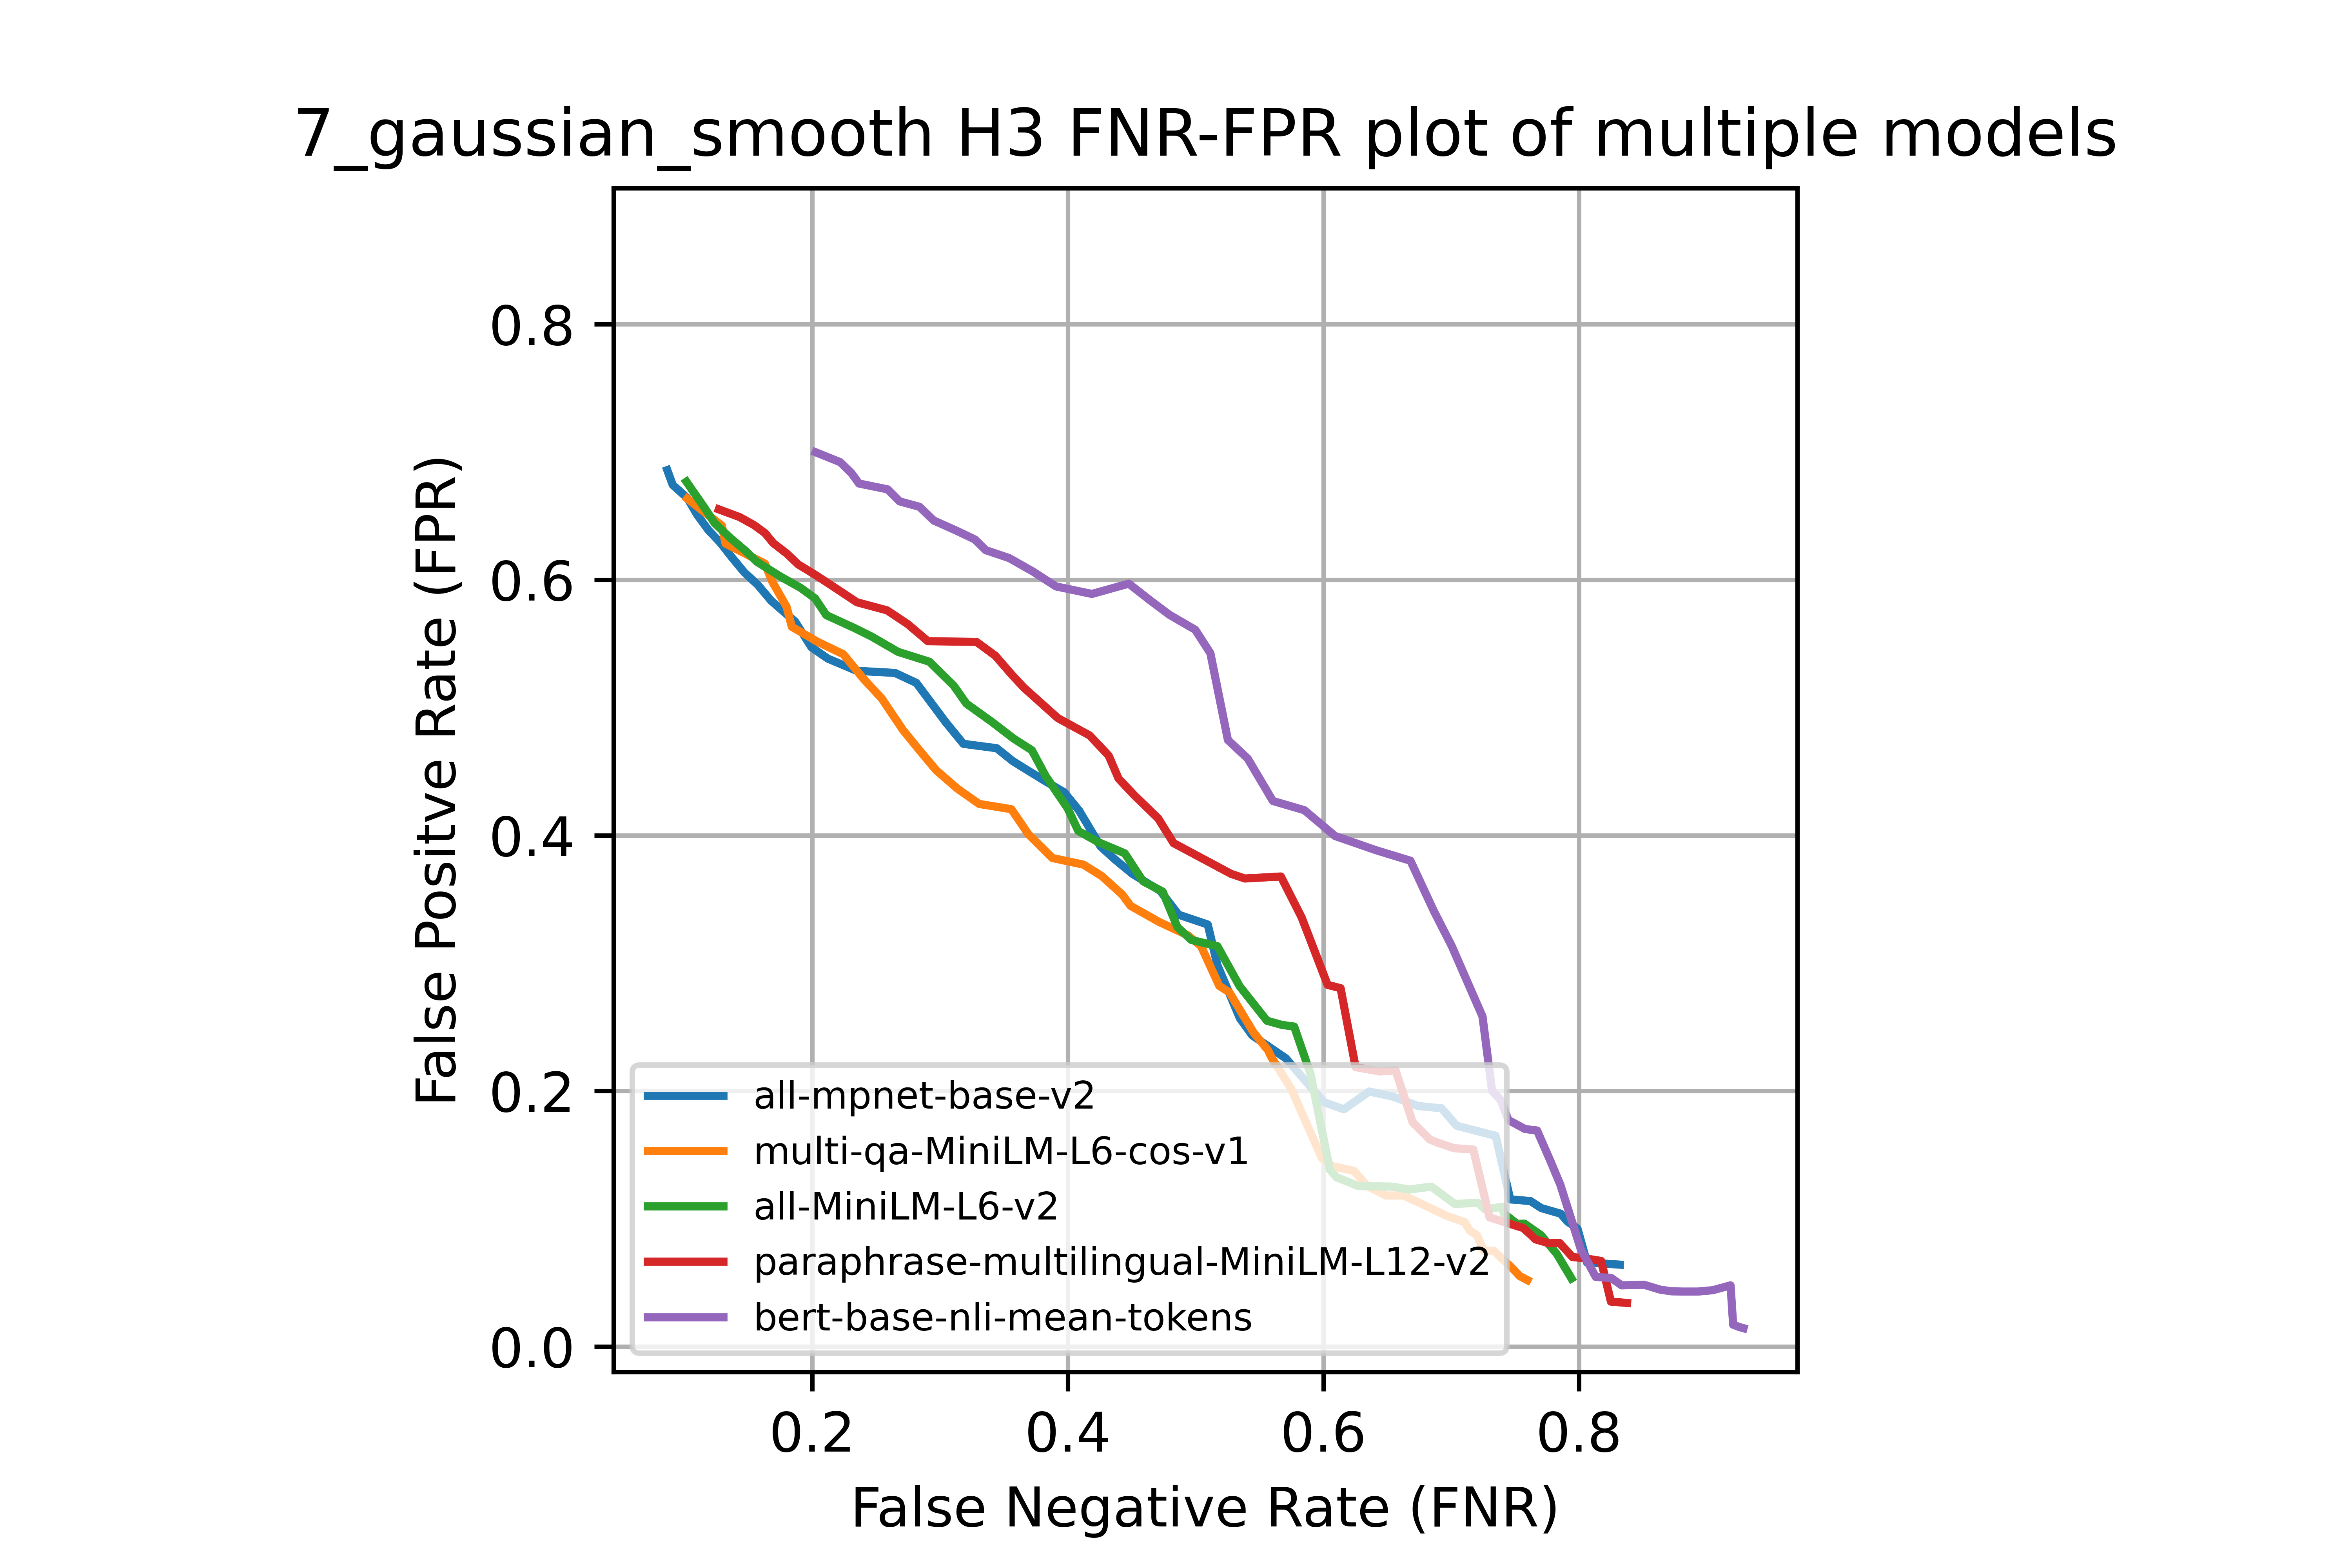 7_gaussian_smooth H3 FNR-FPR plot of multiple models
False Positve Rate (FPR)
0.8
0.6
0.4
0.2
0.0
all-mpnet-base-v2
multi-qa-MiniLM-L6-cos-v1
all-MiniLM-L6-v2
paraphrase-multilingual-MiniLM-L12-v2
bert-base-nli-mean-tokens
0.2 0.4 0.6 0.8
False Negative Rate (FNR)